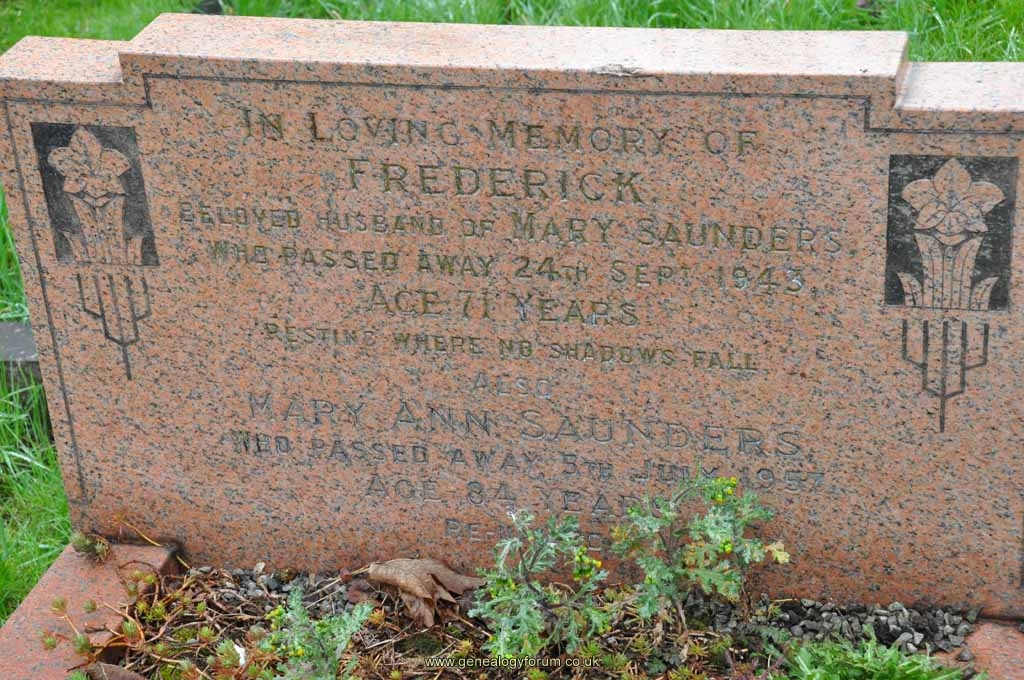 IN LOVING MEMORY OF
FREDERICK
BELOVED HUSBAND OF MARY SAUNDERS,
WHO PASSED AWAY 24TH SEPT 1943,
AGE 71 YEARS
RESTING WHERE NO SHADOWS FALL
ALSO
MARY ANN SAUNDERS,
WHO PASSED AWAY 5TH JULY 1957,
AGE 84
www.genealogyforum.co.uk